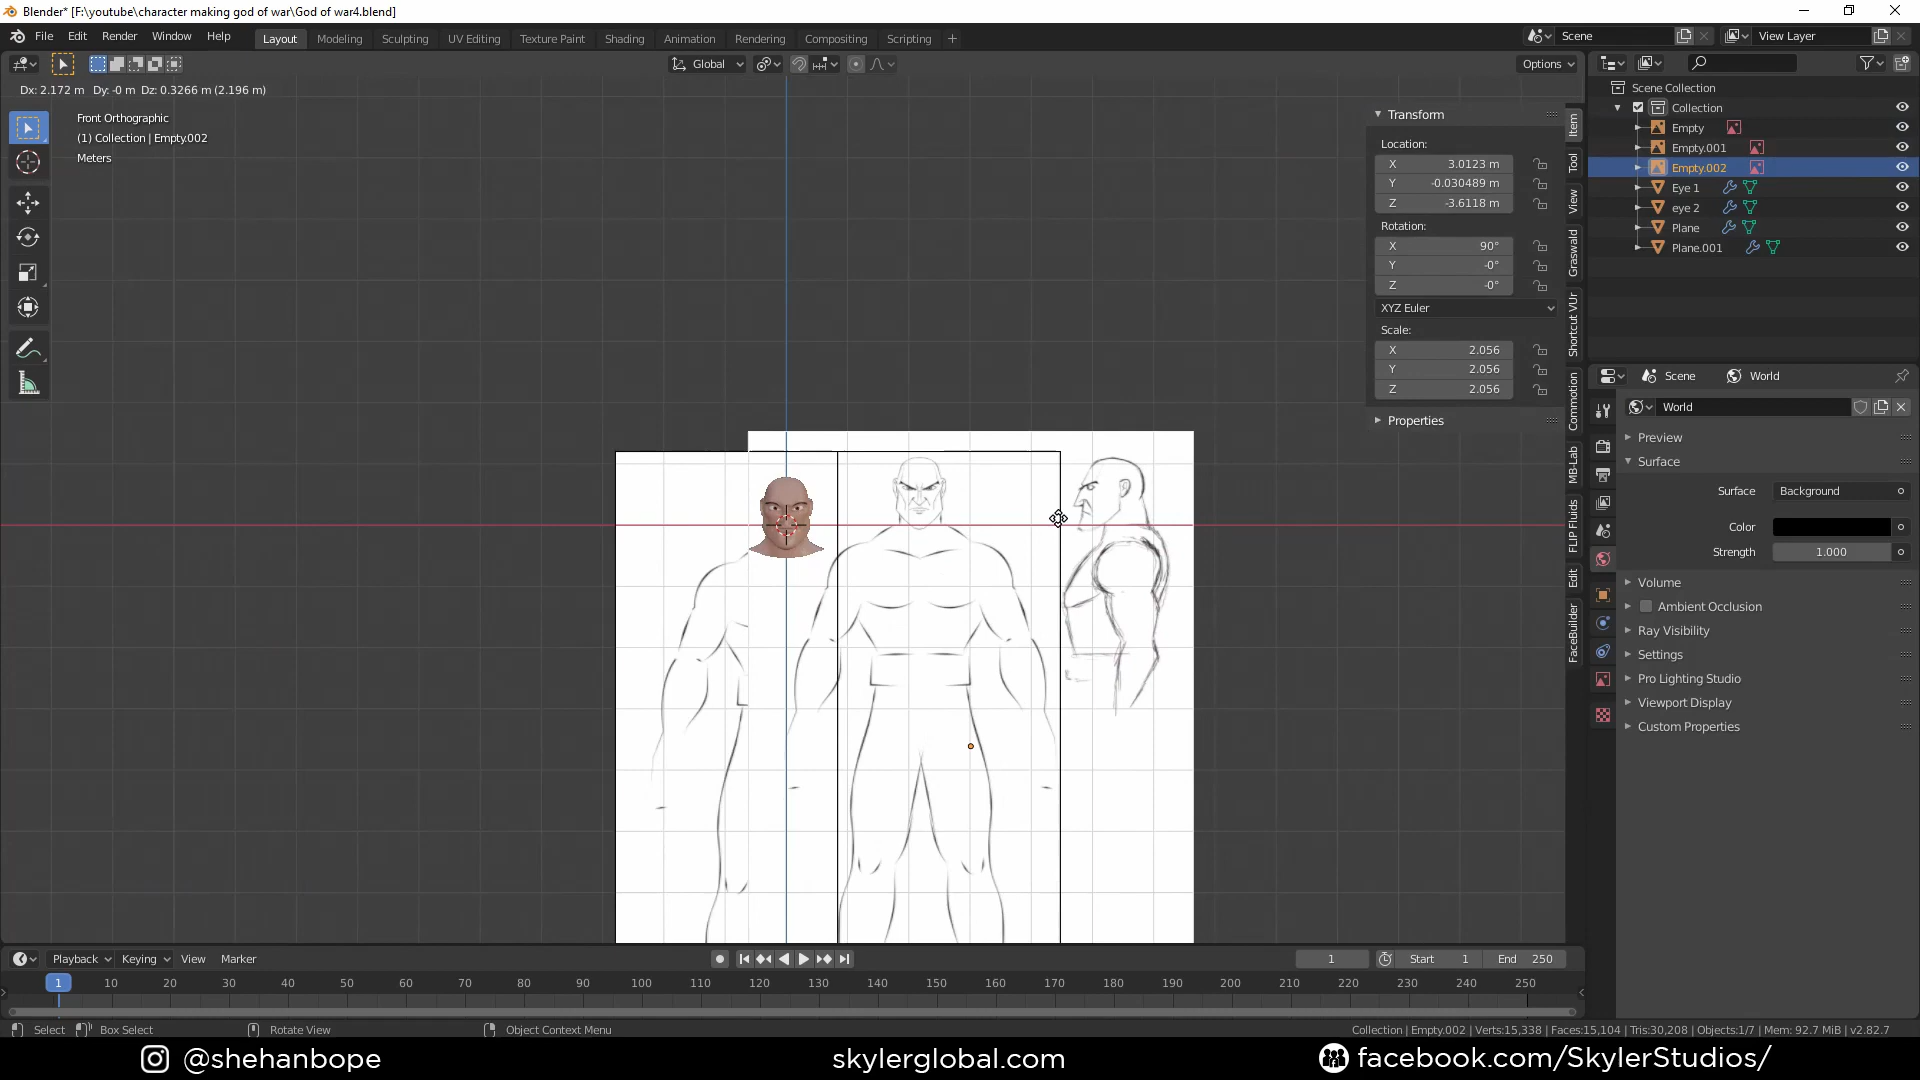 Blender* [F:\youtube\character making god of war\God of war4.blend]
File Edit Render Window Help
Layout Modeling Sculpting UV Editing Texture Paint Shading Animation Rendering Compositing Scripting +
Scene
View Layer
Global
Options
Dx: 2.172 m Dy: -0 m Dz: 0.3266 m (2.196 m)
Front Orthographic
(1) Collection | Empty.002
Meters
Transform
Location:
X 3.0123 m
Y -0.030489 m
Z -3.6118 m
Rotation:
X 90°
Y -0°
Z -0°
XYZ Euler
Scale:
X 2.056
Y 2.056
Z 2.056
Properties
Item
Tool
View
Graswald
Shortcut VUr
Commotion
MB-Lab
FLIP Fluids
Edit
FaceBuilder
Scene Collection
Collection
Empty
Empty.001
Empty.002
Eye 1
eye 2
Plane
Plane.001
Scene World
World
Preview
Surface
Surface Background
Color
Strength 1.000
Volume
Ambient Occlusion
Ray Visibility
Settings
Pro Lighting Studio
Viewport Display
Custom Properties
Playback Keying View Marker
1 Start 1 End 250
1 10 20 30 40 50 60 70 80 90 100 110 120 130 140 150 160 170 180 190 200 210 220 230 240 250
Select Box Select Rotate View Object Context Menu
Collection | Empty.002 | Verts:15,338 | Faces:15,104 | Tris:30,208 | Objects:1/7 | Mem: 92.7 MiB | v2.82.7
@shehanbope skylerglobal.com facebook.com/SkylerStudios/